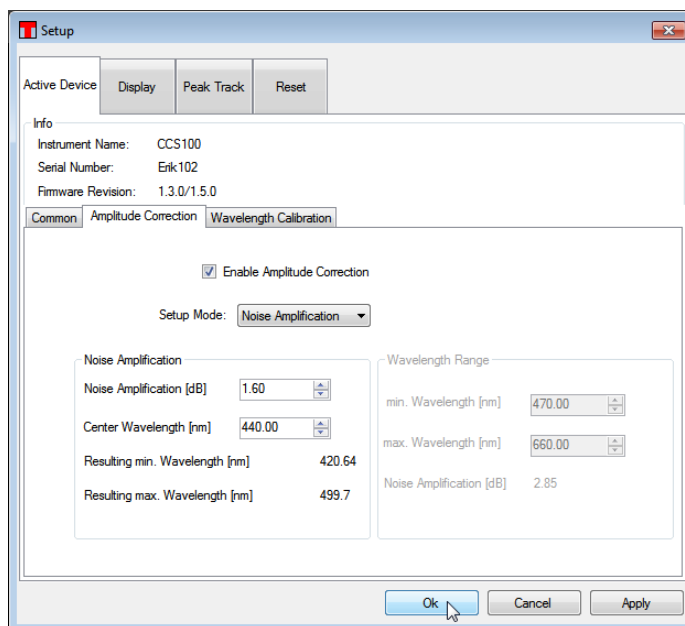 Setup
Active Device Display Peak Track Reset
Info
Instrument Name: CCS100
Serial Number: Erik102
Firmware Revision: 1.3.0/1.5.0
Common Amplitude Correction Wavelength Calibration
Enable Amplitude Correction
Setup Mode: Noise Amplification
Noise Amplification
Noise Amplification [dB] 1.60
Center Wavelength [nm] 440.00
Resulting min. Wavelength [nm] 420.64
Resulting max. Wavelength [nm] 499.7
Wavelength Range
min. Wavelength [nm] 470.00
max. Wavelength [nm] 660.00
Noise Amplification [dB] 2.85
Ok Cancel Apply